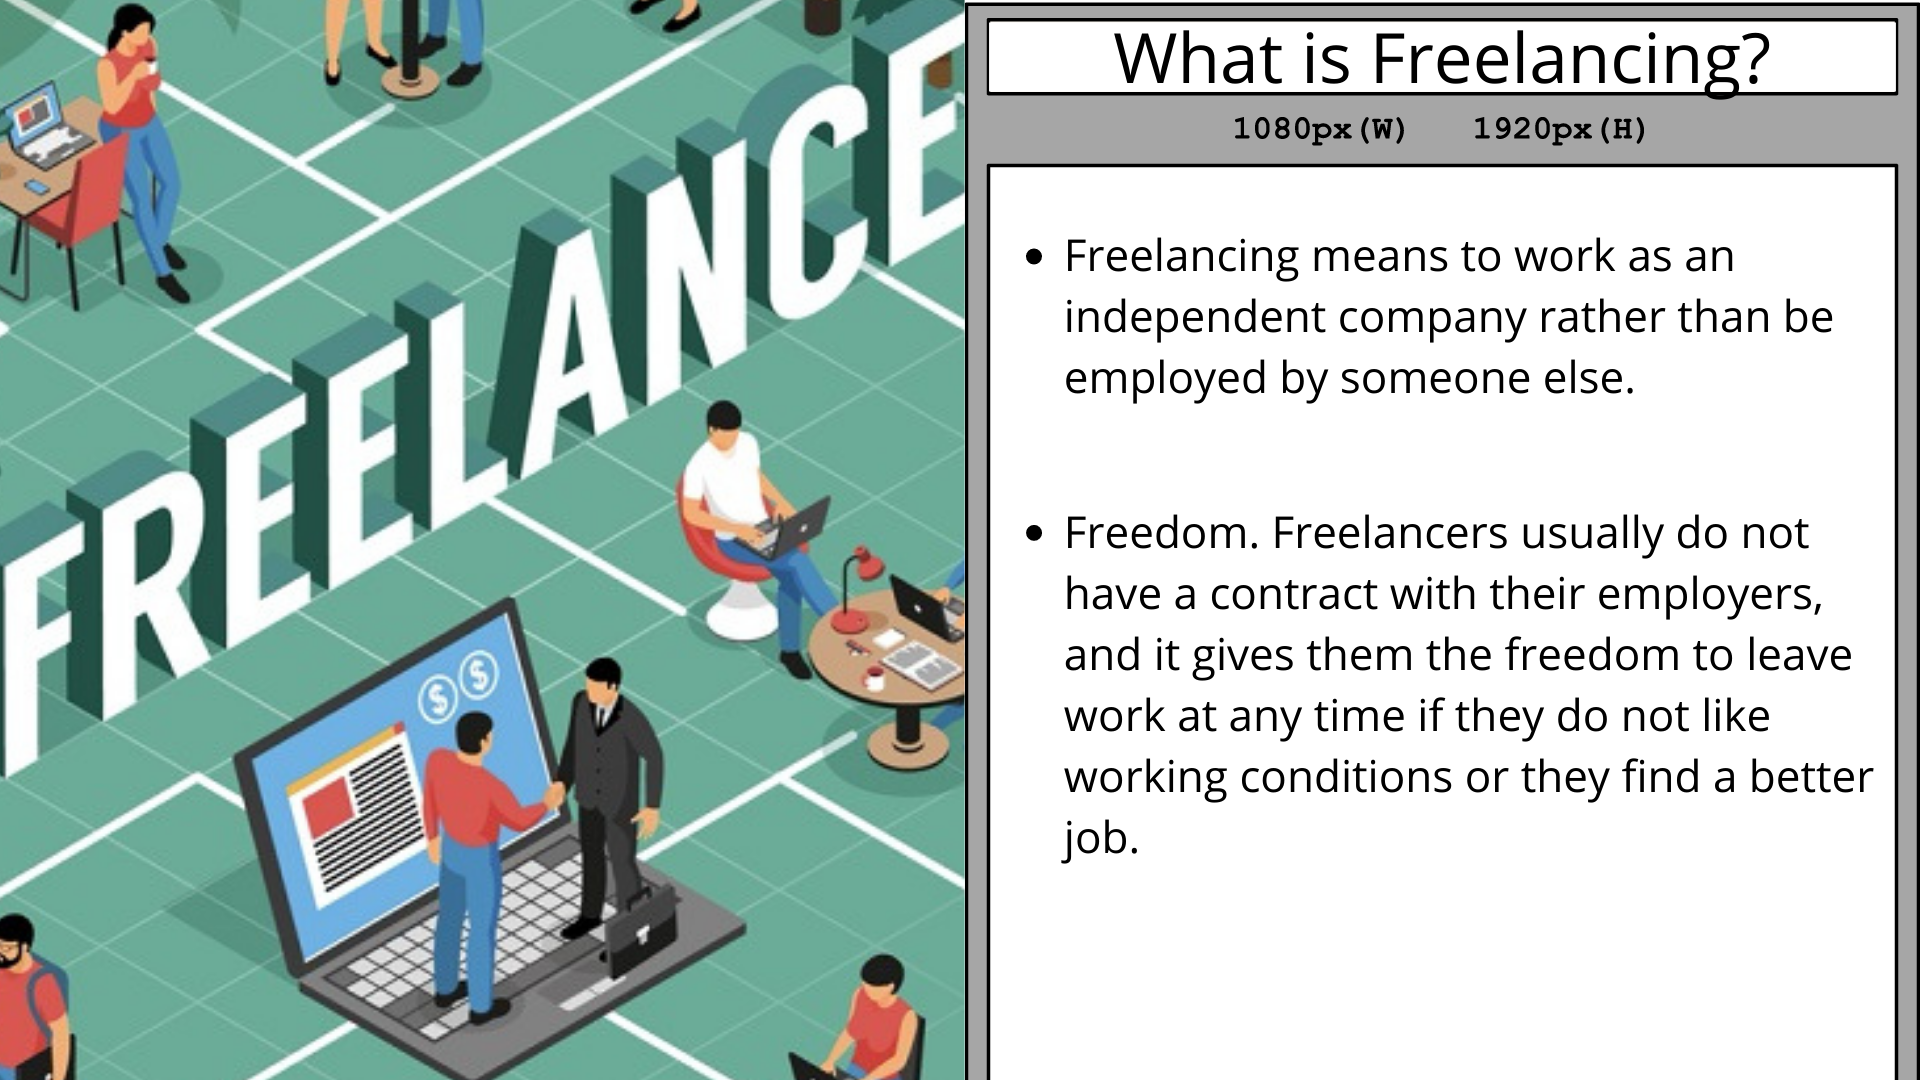 FREELANCE
What is Freelancing?
1080px(W) 1920px(H)
• Freelancing means to work as an
independent company rather than be
employed by someone else.
• Freedom. Freelancers usually do not
have a contract with their employers,
and it gives them the freedom to leave
work at any time if they do not like
working conditions or they find a better
job.
$ $